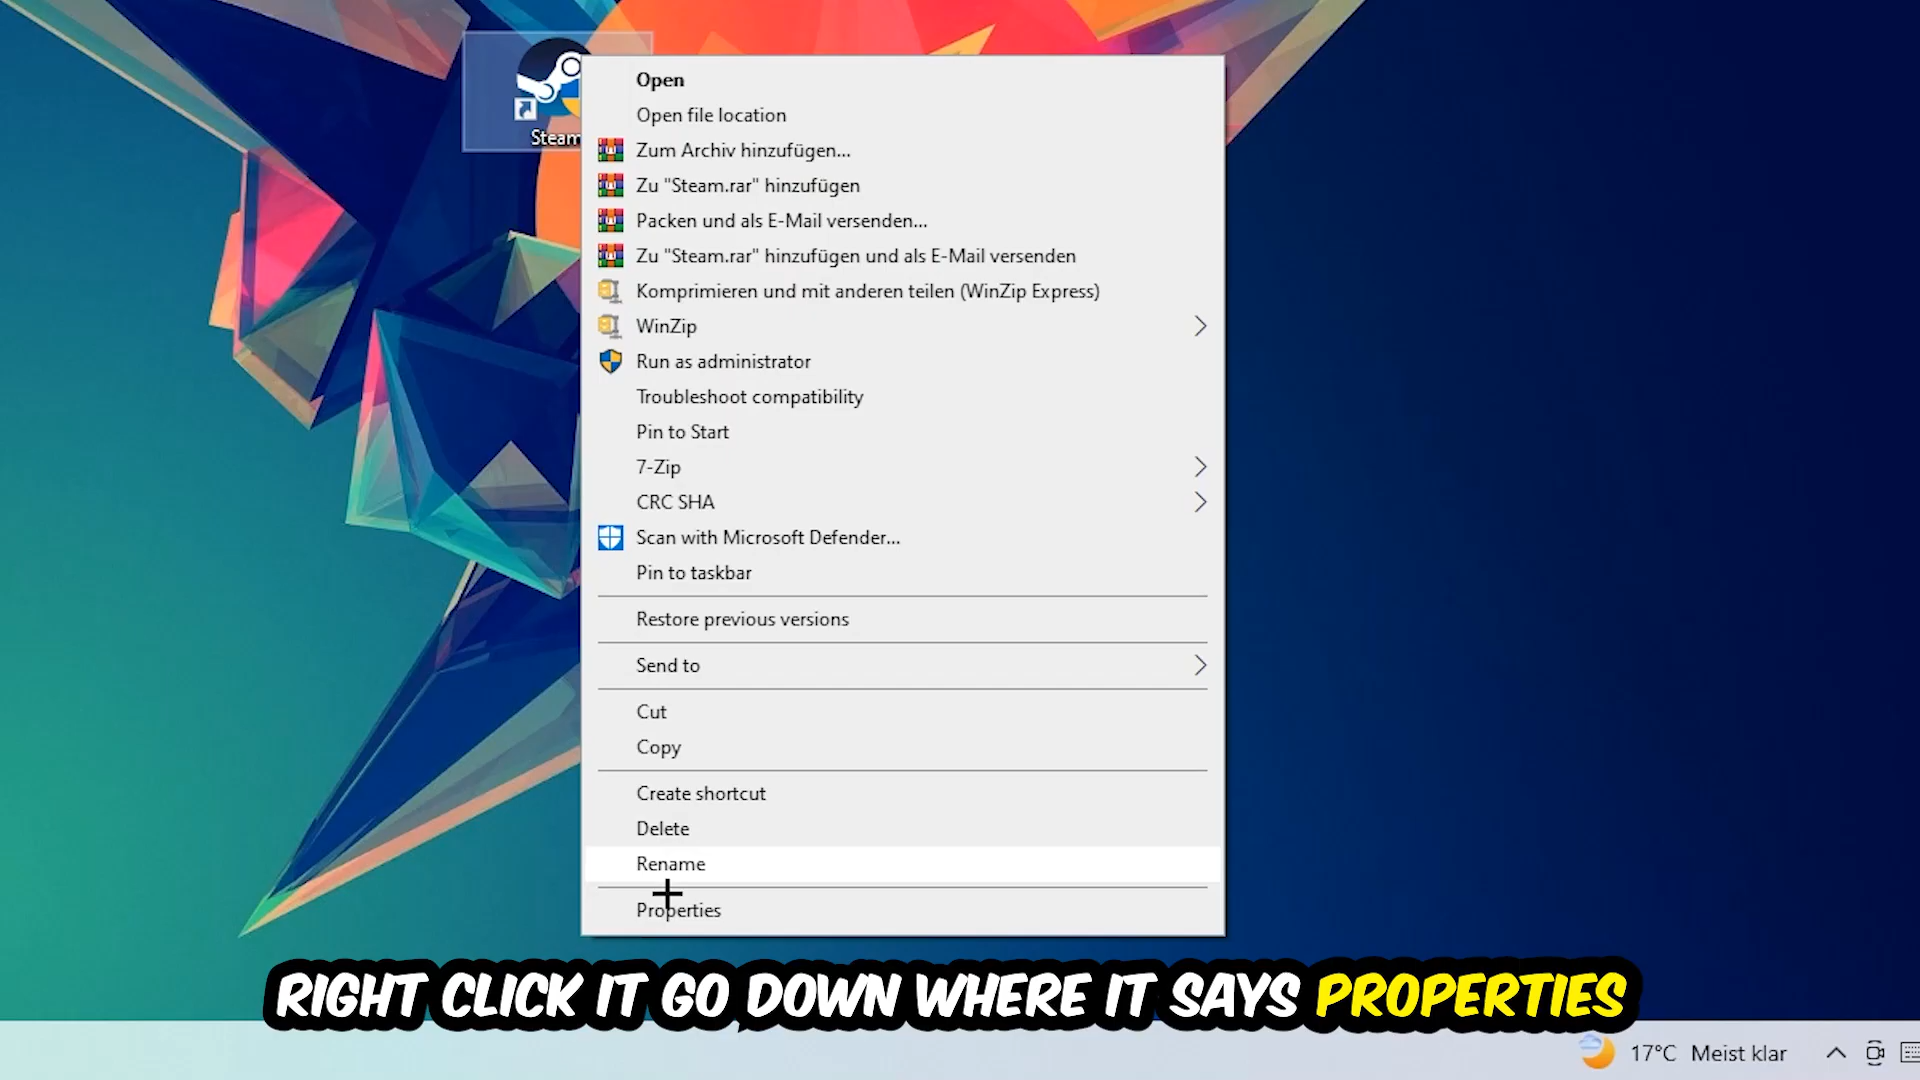 Steam
Open
Open file location
Zum Archiv hinzufügen...
Zu "Steam.rar" hinzufügen
Packen und als E-Mail versenden...
Zu "Steam.rar" hinzufügen und als E-Mail versenden
Komprimieren und mit anderen teilen (WinZip Express)
WinZip
Run as administrator
Troubleshoot compatibility
Pin to Start
7-Zip
CRC SHA
Scan with Microsoft Defender...
Pin to taskbar
Restore previous versions
Send to
Cut
Copy
Create shortcut
Delete
Rename
Properties
RIGHT CLICK IT GO DOWN WHERE IT SAYS PROPERTIES
17°C Meist klar